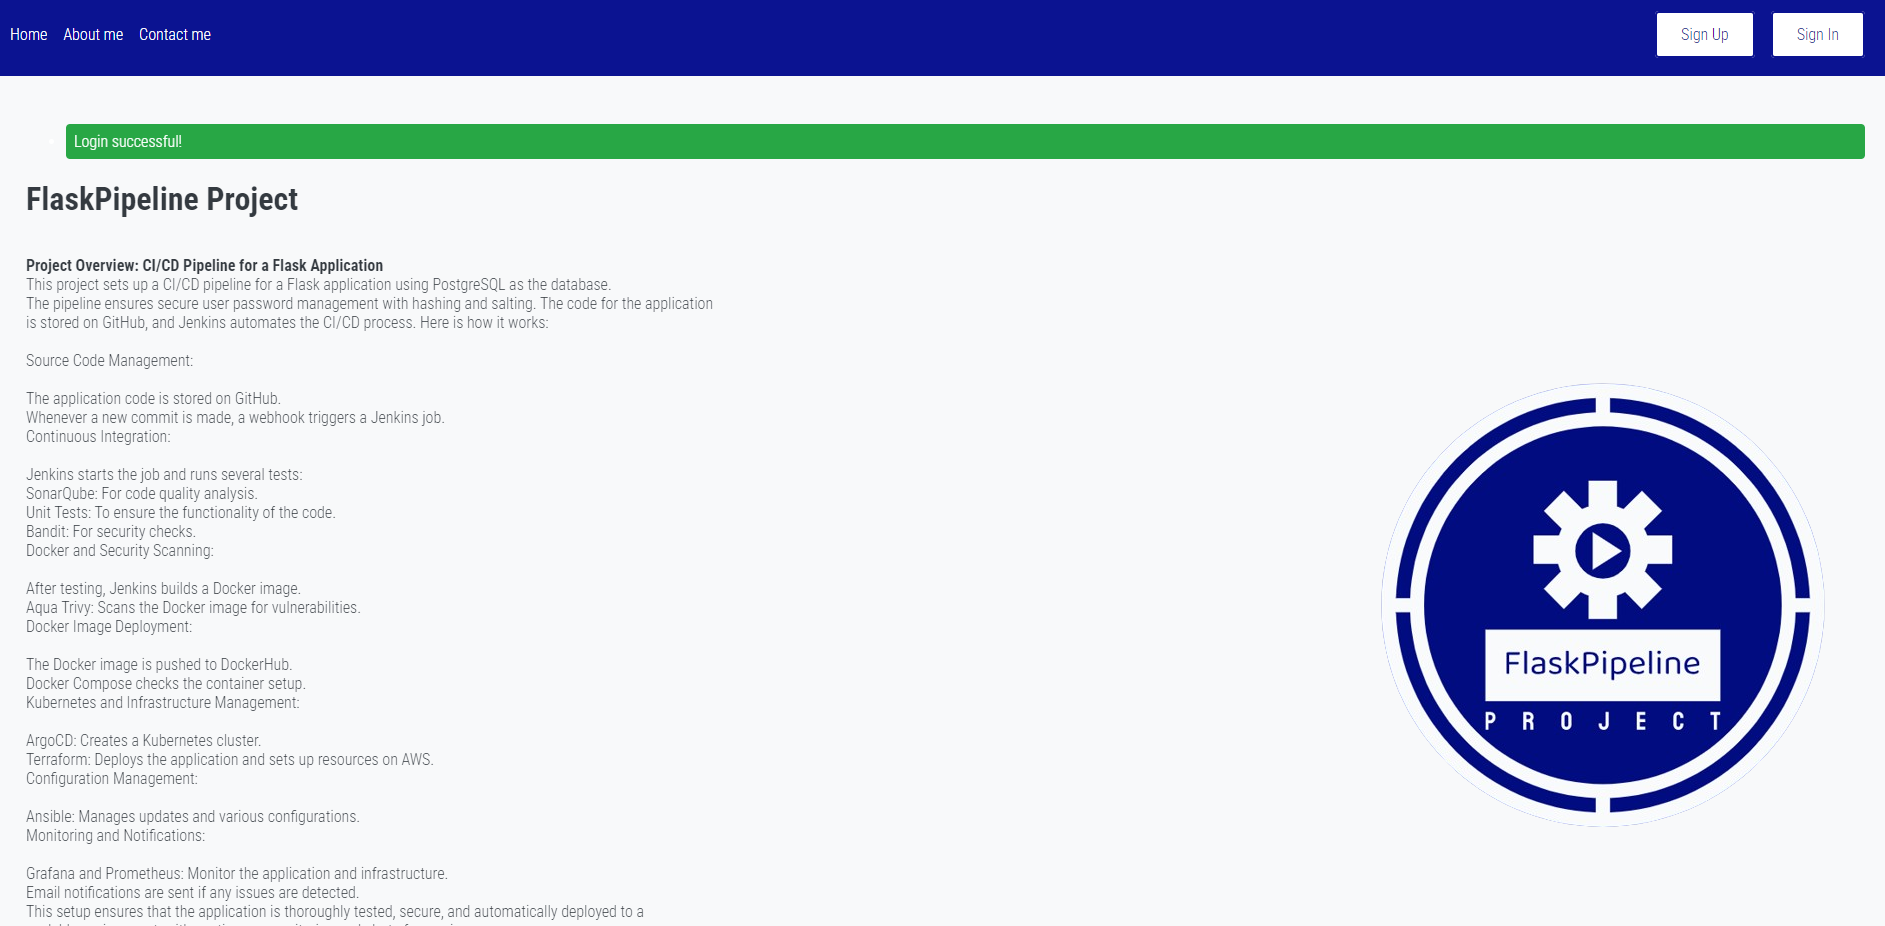 Home About me Contact me
Sign Up Sign In
Login successful!
FlaskPipeline Project
Project Overview: CI/CD Pipeline for a Flask Application
This project sets up a CI/CD pipeline for a Flask application using PostgreSQL as the database.
The pipeline ensures secure user password management with hashing and salting. The code for the application
is stored on GitHub, and Jenkins automates the CI/CD process. Here is how it works:
Source Code Management:
The application code is stored on GitHub.
Whenever a new commit is made, a webhook triggers a Jenkins job.
Continuous Integration:
Jenkins starts the job and runs several tests:
SonarQube: For code quality analysis.
Unit Tests: To ensure the functionality of the code.
Bandit: For security checks.
Docker and Security Scanning:
After testing, Jenkins builds a Docker image.
Aqua Trivy: Scans the Docker image for vulnerabilities.
Docker Image Deployment:
The Docker image is pushed to DockerHub.
Docker Compose checks the container setup.
Kubernetes and Infrastructure Management:
ArgoCD: Creates a Kubernetes cluster.
Terraform: Deploys the application and sets up resources on AWS.
Configuration Management:
Ansible: Manages updates and various configurations.
Monitoring and Notifications:
Grafana and Prometheus: Monitor the application and infrastructure.
Email notifications are sent if any issues are detected.
This setup ensures that the application is thoroughly tested, secure, and automatically deployed to a
FlaskPipeline
PROJECT